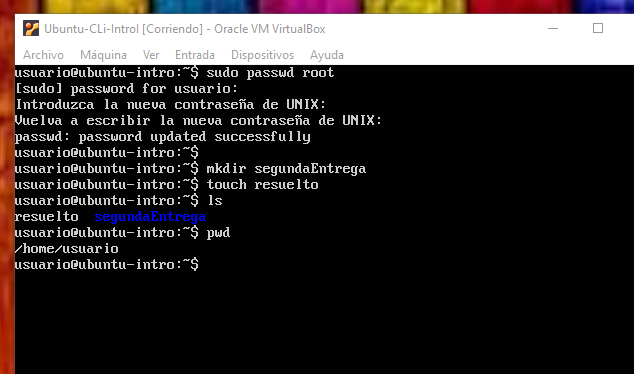 Ubuntu-CLi-Introl [Corriendo] - Oracle VM VirtualBox
Archivo Máquina Ver Entrada Dispositivos Ayuda
usuario@ubuntu-intro:~$ sudo passwd root
[sudo] password for usuario:
Introduzca la nueva contraseña de UNIX:
Vuelva a escribir la nueva contraseña de UNIX:
passwd: password updated successfully
usuario@ubuntu-intro:~$
usuario@ubuntu-intro:~$ mkdir segundaEntrega
usuario@ubuntu-intro:~$ touch resuelto
usuario@ubuntu-intro:~$ ls
resuelto segundaEntrega
usuario@ubuntu-intro:~$ pwd
/home/usuario
usuario@ubuntu-intro:~$